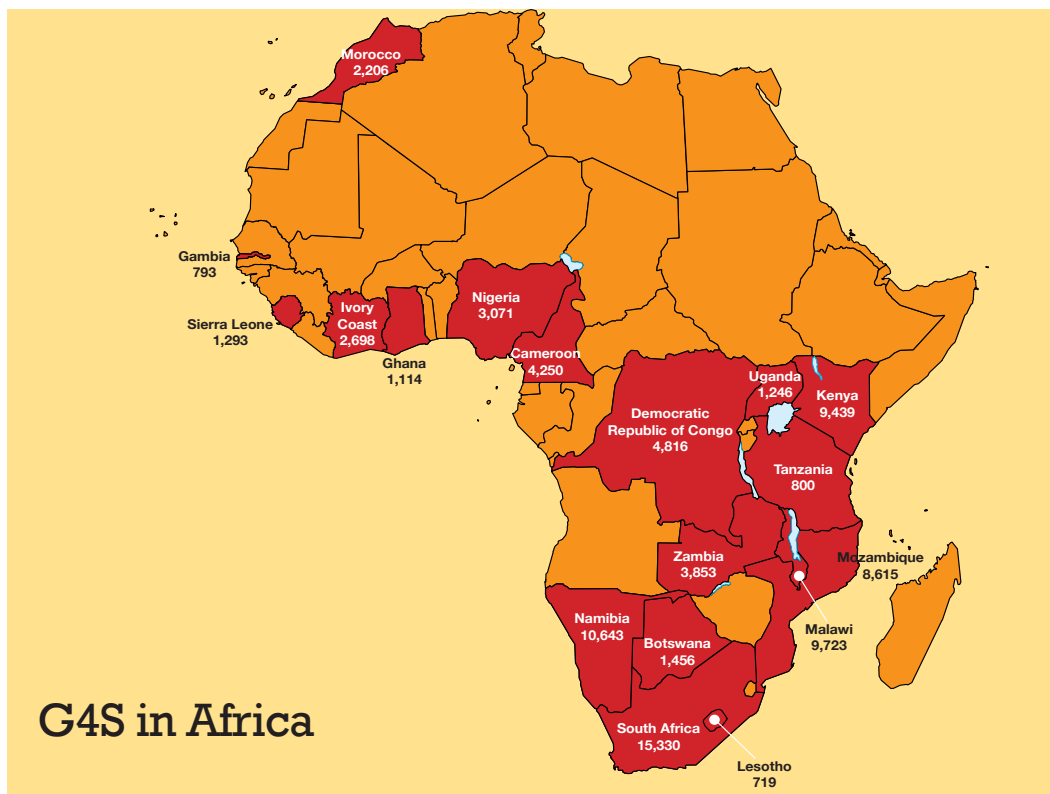 Morocco
2,206
Gambia
793
Sierra Leone
1,293
Ivory
Coast
2,698
Ghana
1,114
Nigeria
3,071
Cameroon
4,250
Democratic
Republic of Congo
4,816
Uganda
1,246
Kenya
9,439
Tanzania
800
Zambia
3,853
Mozambique
8,615
Malawi
9,723
Namibia
10,643
Botswana
1,456
South Africa
15,330
Lesotho
719
G4S in Africa